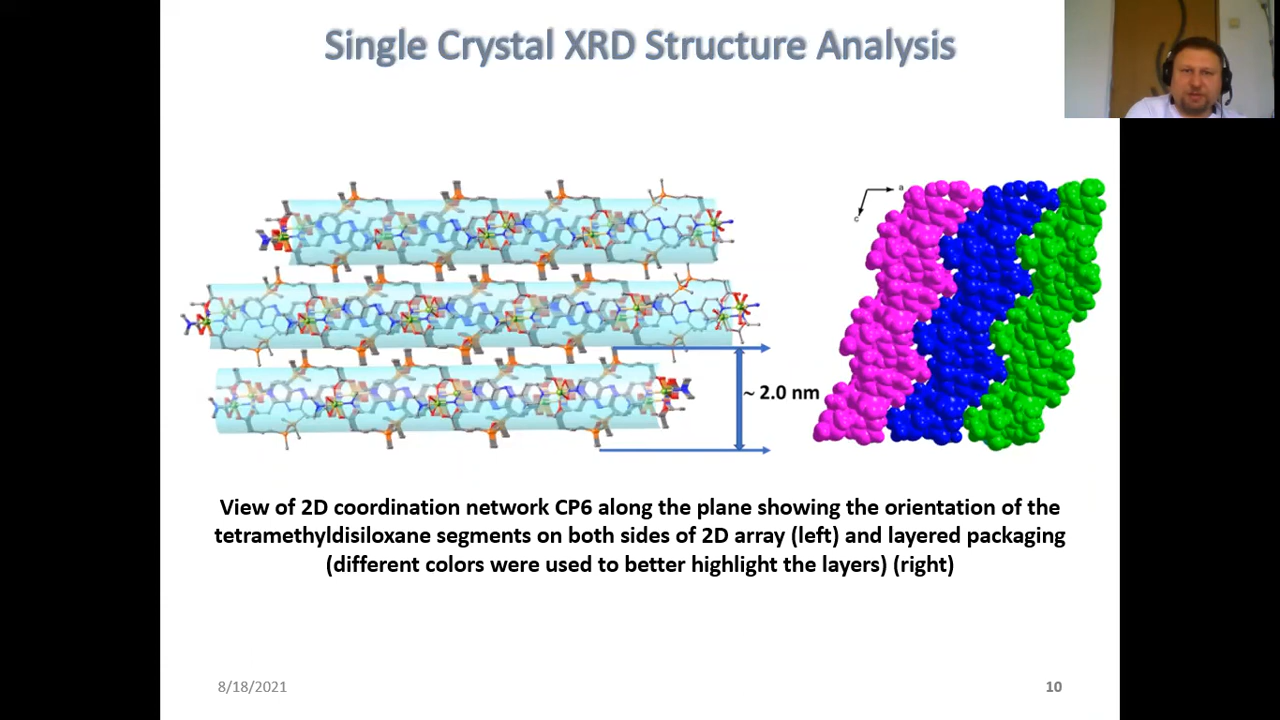 Single Crystal XRD Structure Analysis
a
c
~ 2.0 nm
View of 2D coordination network CP6 along the plane showing the orientation of the
tetramethyldisiloxane segments on both sides of 2D array (left) and layered packaging
(different colors were used to better highlight the layers) (right)
8/18/2021
10